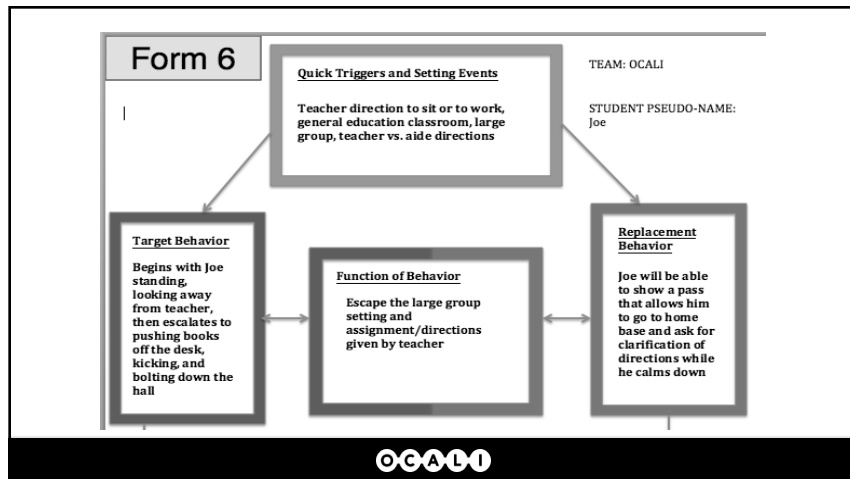 Form 6
Quick Triggers and Setting Events
Teacher direction to sit or to work,
general education classroom, large
group, teacher vs. aide directions
TEAM: OCALI
STUDENT PSEUDO-NAME:
Joe
Target Behavior
Begins with Joe
standing,
looking away
from teacher,
then escalates to
pushing books
off the desk,
kicking, and
bolting down the
hall
Function of Behavior
Escape the large group
setting and
assignment/directions
given by teacher
Replacement
Behavior
Joe will be able
to show a pass
that allows him
to go to home
base and ask for
clarification of
directions while
he calms down
OCALI